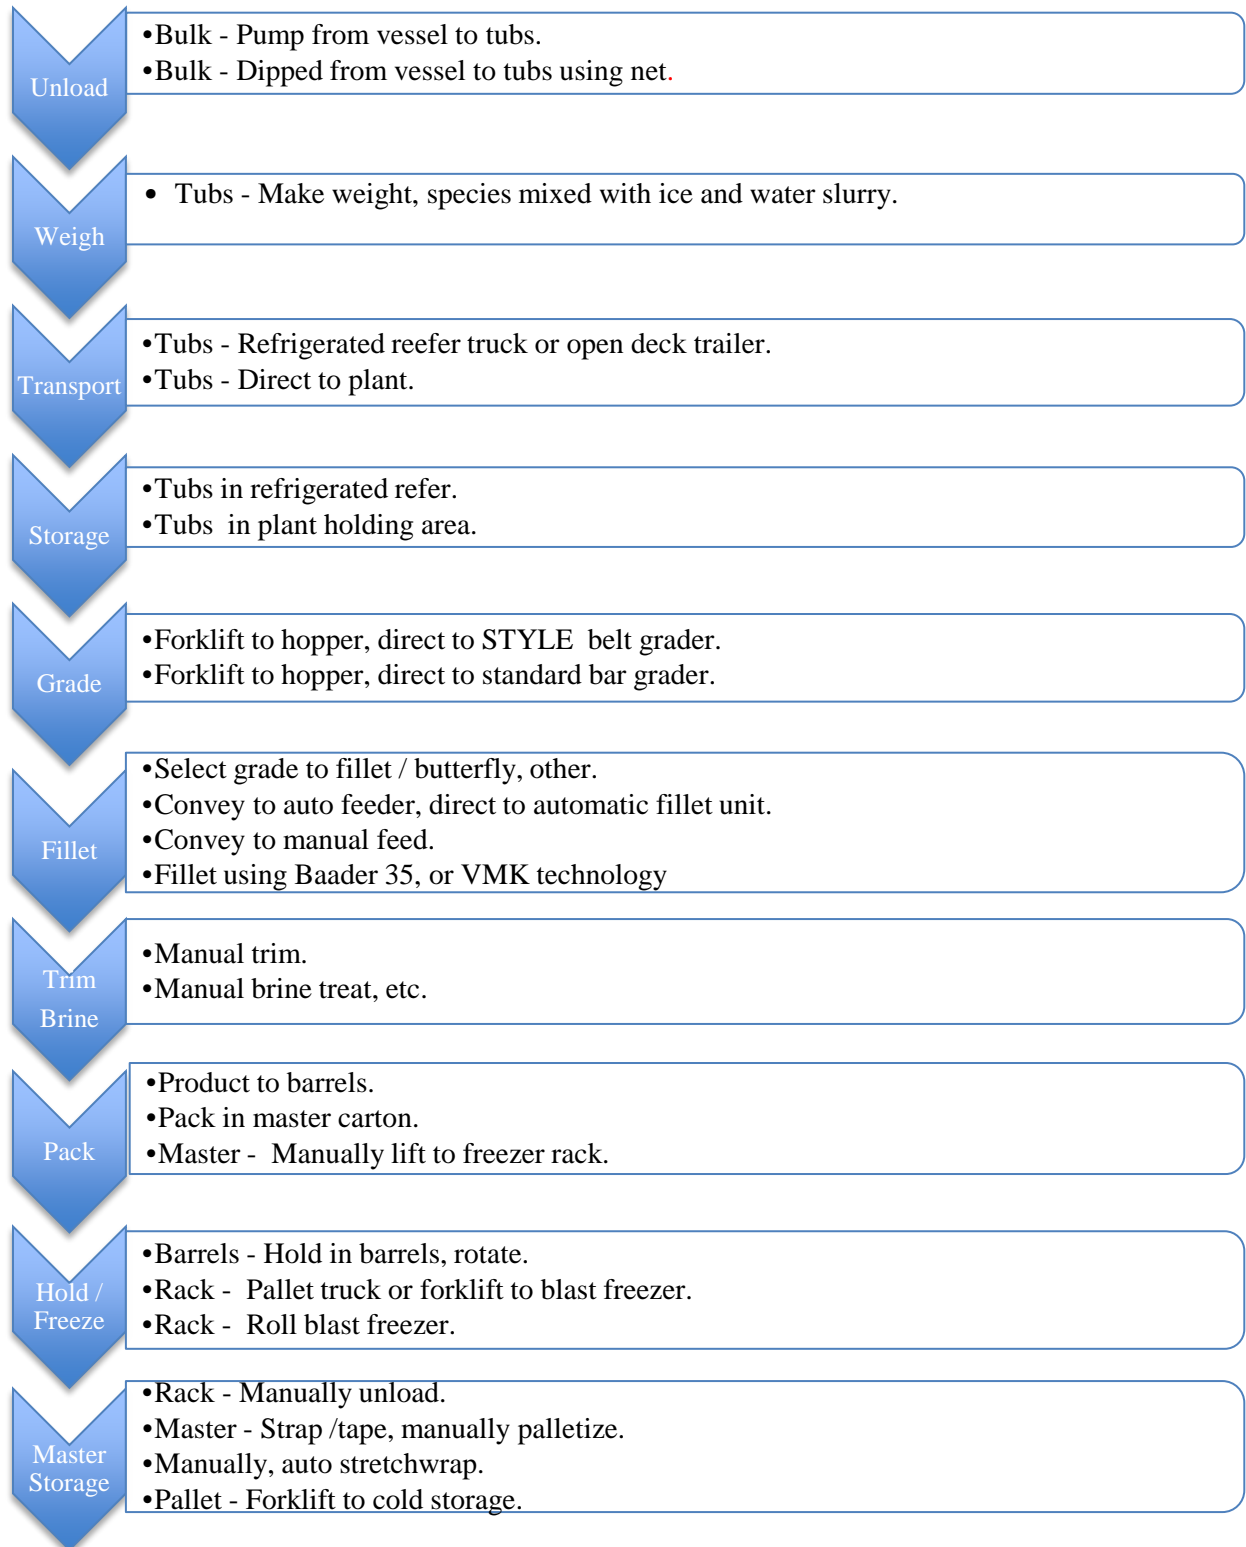 Unload
•Bulk - Pump from vessel to tubs.
•Bulk - Dipped from vessel to tubs using net.
Weigh
• Tubs - Make weight, species mixed with ice and water slurry.
Transport
•Tubs - Refrigerated reefer truck or open deck trailer.
•Tubs - Direct to plant.
Storage
•Tubs in refrigerated refer.
•Tubs in plant holding area.
Grade
•Forklift to hopper, direct to STYLE belt grader.
•Forklift to hopper, direct to standard bar grader.
Fillet
•Select grade to fillet / butterfly, other.
•Convey to auto feeder, direct to automatic fillet unit.
•Convey to manual feed.
•Fillet using Baader 35, or VMK technology
Trim
Brine
•Manual trim.
•Manual brine treat, etc.
Pack
•Product to barrels.
•Pack in master carton.
•Master - Manually lift to freezer rack.
Hold /
Freeze
•Barrels - Hold in barrels, rotate.
•Rack - Pallet truck or forklift to blast freezer.
•Rack - Roll blast freezer.
Master
Storage
•Rack - Manually unload.
•Master - Strap /tape, manually palletize.
•Manually, auto stretchwrap.
•Pallet - Forklift to cold storage.